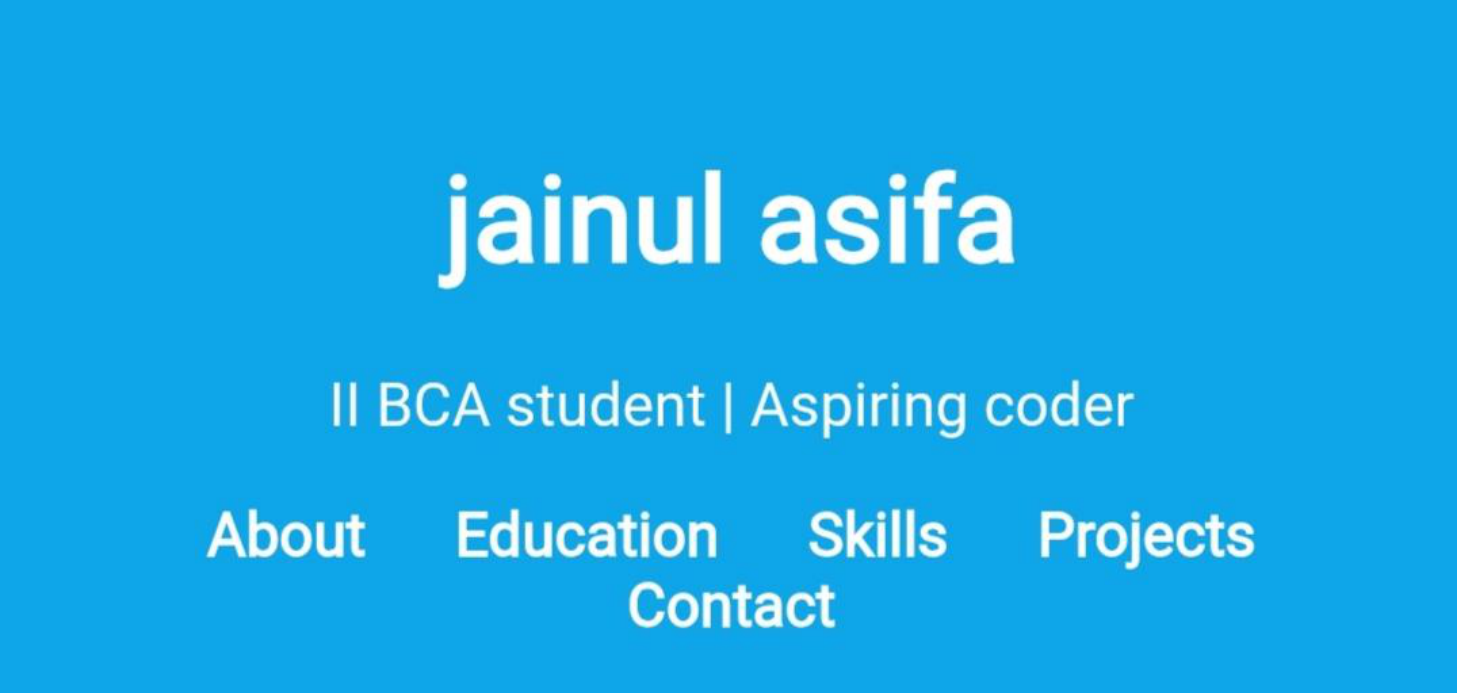 jainul asifa
II BCA student | Aspiring coder
About Education Skills Projects
Contact